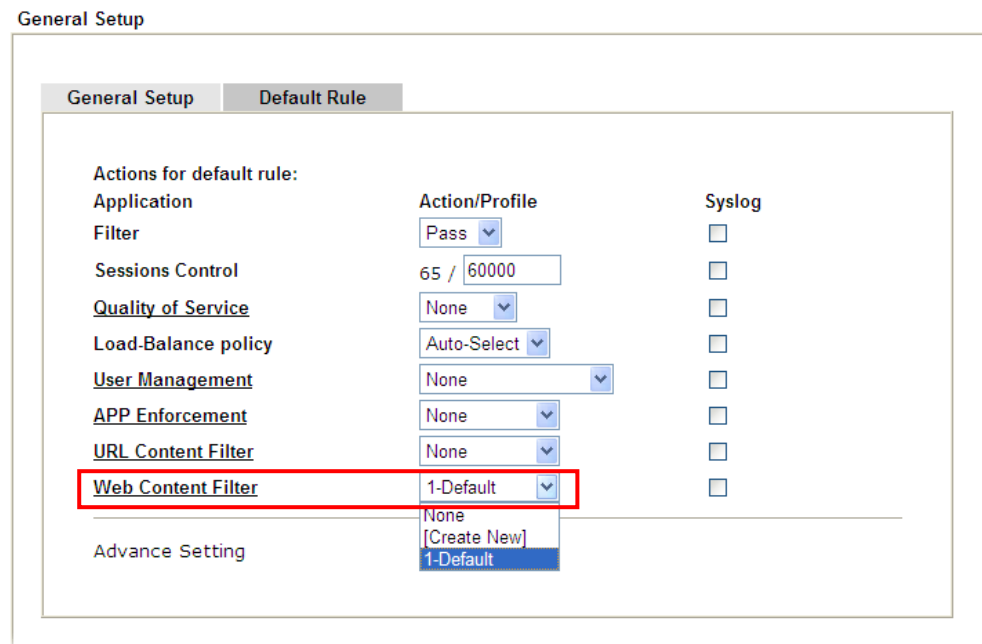 General Setup
General Setup Default Rule
Actions for default rule:
Application Action/Profile Syslog
Filter Pass
Sessions Control 65 / 60000
Quality of Service None
Load-Balance policy Auto-Select
User Management None
APP Enforcement None
URL Content Filter None
Web Content Filter 1-Default
None
[Create New]
Advance Setting 1-Default